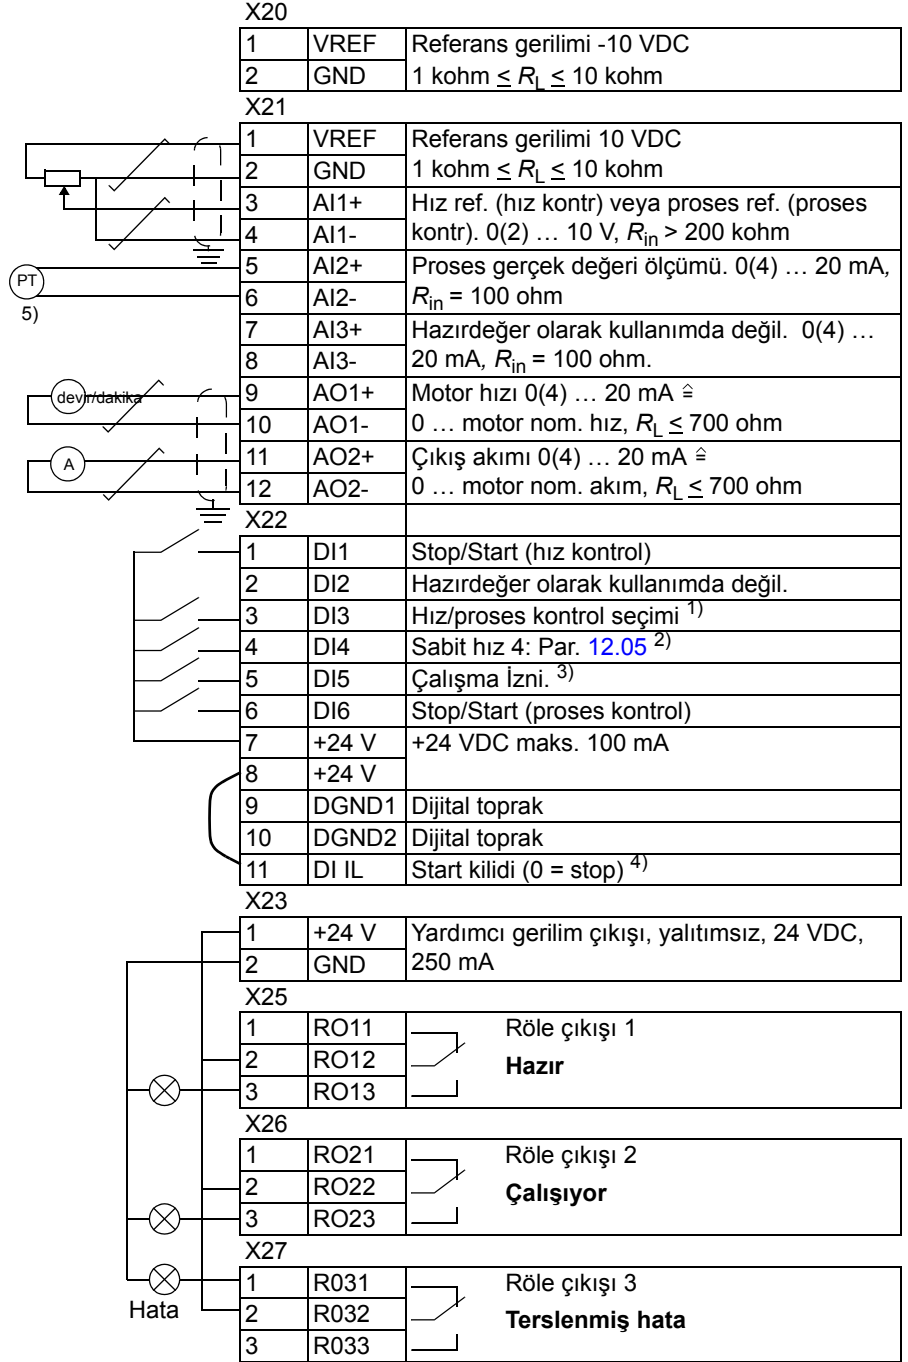 X20
1 VREF Referans gerilimi -10 VDC
2 GND 1 kohm ≤ RL ≤ 10 kohm
X21
1 VREF Referans gerilimi 10 VDC
2 GND 1 kohm ≤ RL ≤ 10 kohm
3 AI1+ Hız ref. (hız kontr) veya proses ref. (proses
4 AI1- kontr). 0(2) … 10 V, Rin > 200 kohm
PT
5)
5 AI2+ Proses gerçek değeri ölçümü. 0(4) … 20 mA,
6 AI2- Rin = 100 ohm
7 AI3+ Hazırdeğer olarak kullanımda değil. 0(4) …
8 AI3- 20 mA, Rin = 100 ohm.
devir/dakika
9 AO1+ Motor hızı 0(4) … 20 mA ≙
10 AO1- 0 … motor nom. hız, RL ≤ 700 ohm
A
11 AO2+ Çıkış akımı 0(4) … 20 mA ≙
12 AO2- 0 … motor nom. akım, RL ≤ 700 ohm
X22
1 DI1 Stop/Start (hız kontrol)
2 DI2 Hazırdeğer olarak kullanımda değil.
3 DI3 Hız/proses kontrol seçimi 1)
4 DI4 Sabit hız 4: Par. 12.05 2)
5 DI5 Çalışma İzni. 3)
6 DI6 Stop/Start (proses kontrol)
7 +24 V +24 VDC maks. 100 mA
8 +24 V
9 DGND1 Dijital toprak
10 DGND2 Dijital toprak
11 DI IL Start kilidi (0 = stop) 4)
X23
1 +24 V Yardımcı gerilim çıkışı, yalıtımsız, 24 VDC,
2 GND 250 mA
X25
1 RO11 Röle çıkışı 1
2 RO12 Hazır
3 RO13
X26
1 RO21 Röle çıkışı 2
2 RO22 Çalışıyor
3 RO23
X27
1 R031 Röle çıkışı 3
Hata
2 R032 Terslenmiş hata
3 R033